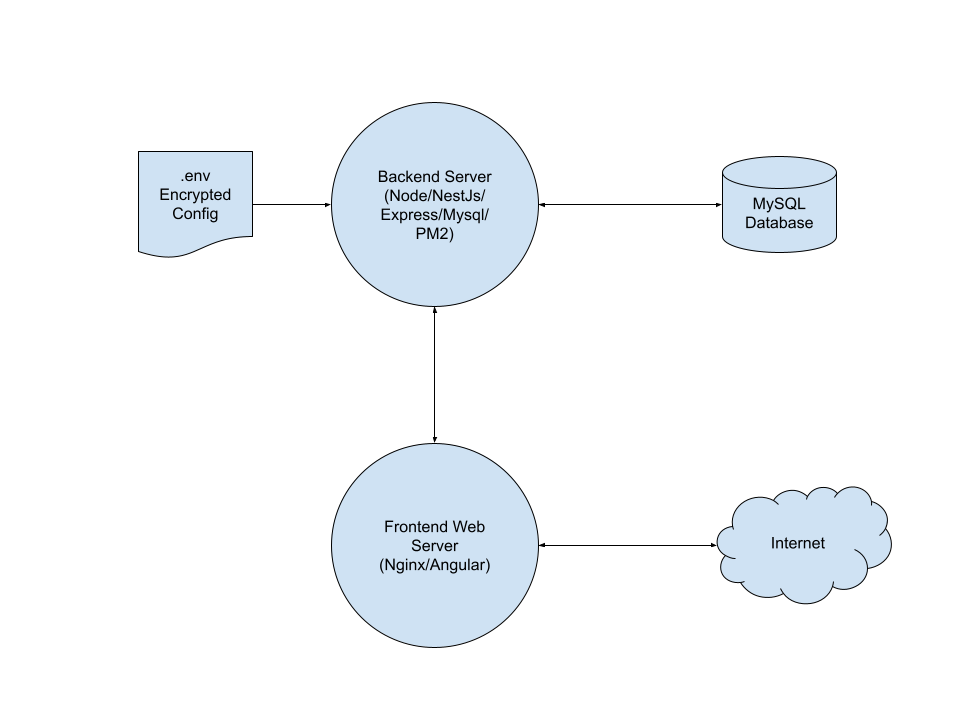 .env
Encrypted
Config
Backend Server
(Node/NestJs/
Express/Mysql/
PM2)
MySQL
Database
Frontend Web
Server
(Nginx/Angular)
Internet